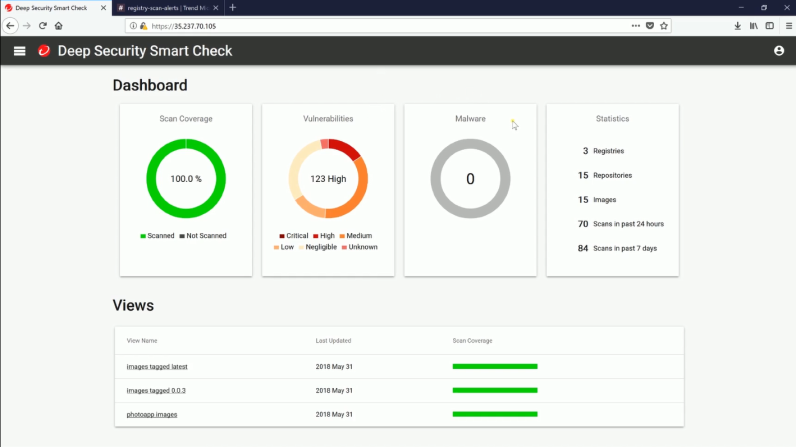 Deep Security Smart Check
registry-scan-alerts | Trend Mi
https://35.237.70.105
Deep Security Smart Check
Dashboard
Scan Coverage
100.0 %
Scanned Not Scanned
Vulnerabilities
123 High
Critical High Medium
Low Negligible Unknown
Malware
0
Statistics
3 Registries
15 Repositories
15 Images
70 Scans in past 24 hours
84 Scans in past 7 days
Views
View Name Last Updated Scan Coverage
images tagged latest 2018 May 31
images tagged 0.0.3 2018 May 31
photoapp images 2018 May 31